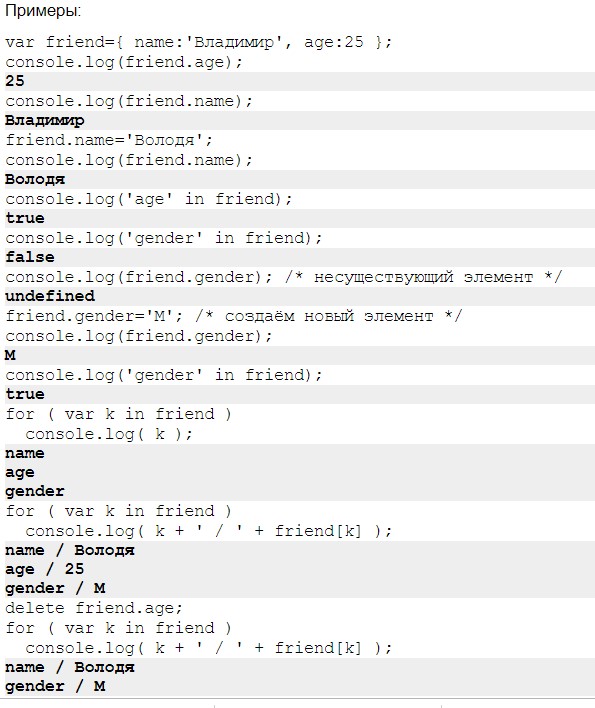 Примеры:
var friend={ name:'Владимир', age:25 };
console.log(friend.age);
25
console.log(friend.name);
Владимир
friend.name='Володя';
console.log(friend.name);
Володя
console.log('age' in friend);
true
console.log('gender' in friend);
false
console.log(friend.gender); /* несуществующий элемент */
undefined
friend.gender='М'; /* создаём новый элемент */
console.log(friend.gender);
М
console.log('gender' in friend);
true
for ( var k in friend )
  console.log( k );
name
age
gender
for ( var k in friend )
  console.log( k + ' / ' + friend[k] );
name / Володя
age / 25
gender / М
delete friend.age;
for ( var k in friend )
  console.log( k + ' / ' + friend[k] );
name / Володя
gender / М